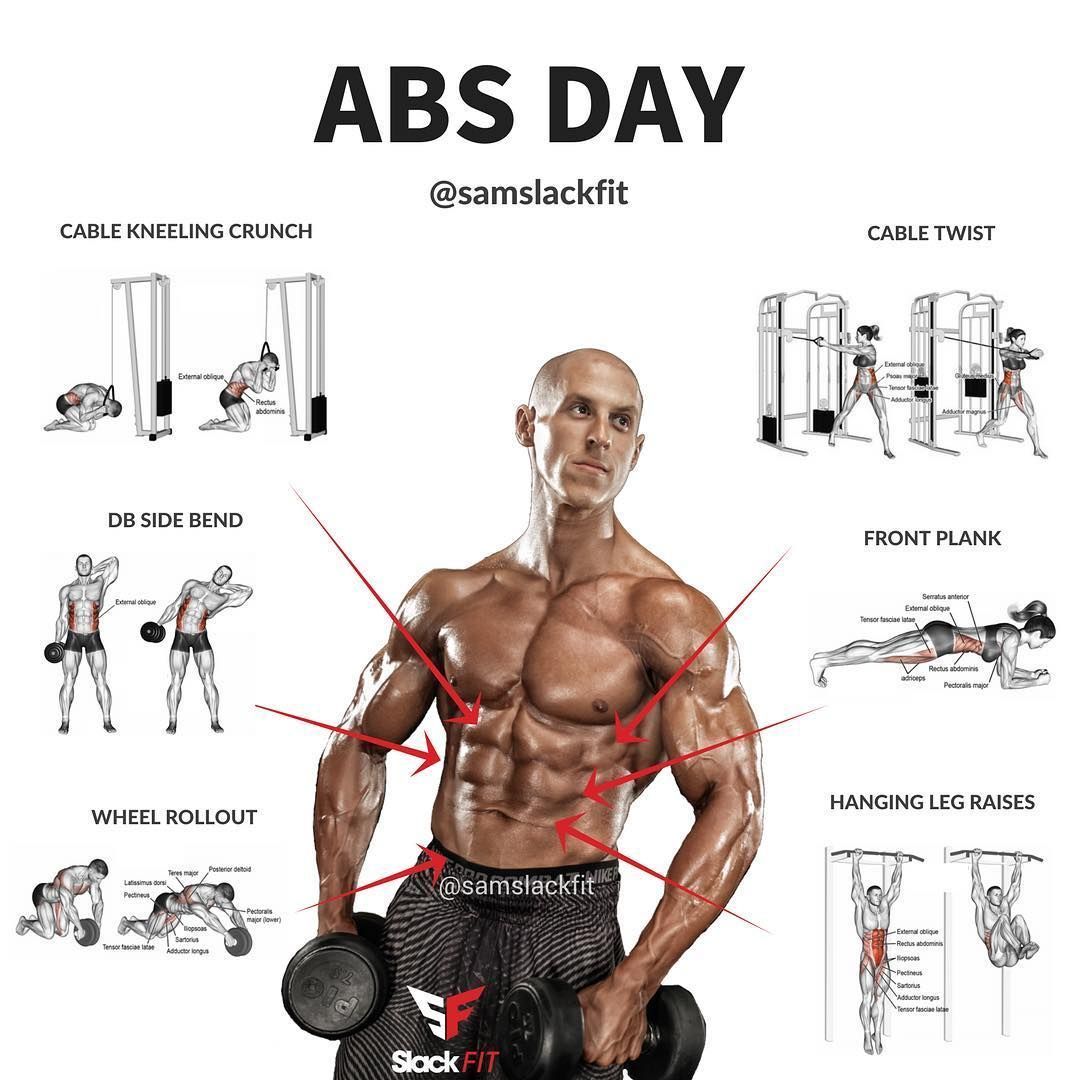 ABS DAY
@samslackfit
CABLE KNEELING CRUNCH
External oblique
Rectus
abdominis
CABLE TWIST
External oblique
Psoas major
Tensor fasciae latae
Adductor longus
Gluteus medius
Adductor magnus
DB SIDE BEND
External oblique
FRONT PLANK
Serratus anterior
External oblique
Tensor fasciae latae
Rectus abdominis
adriceps
Pectoralis major
WHEEL ROLLOUT
Teres major
Posterior deltoid
Latissimus dorsi
Pectineus
Pectoralis
major (lower)
Iliopsoas
Sartorius
Tensor fasciae latae
Adductor longus
HANGING LEG RAISES
External oblique
Rectus abdominis
Iliopsoas
Pectineus
Sartorius
Adductor longus
Tensor fasciae latae
@samslackfit
SF
Slack FIT